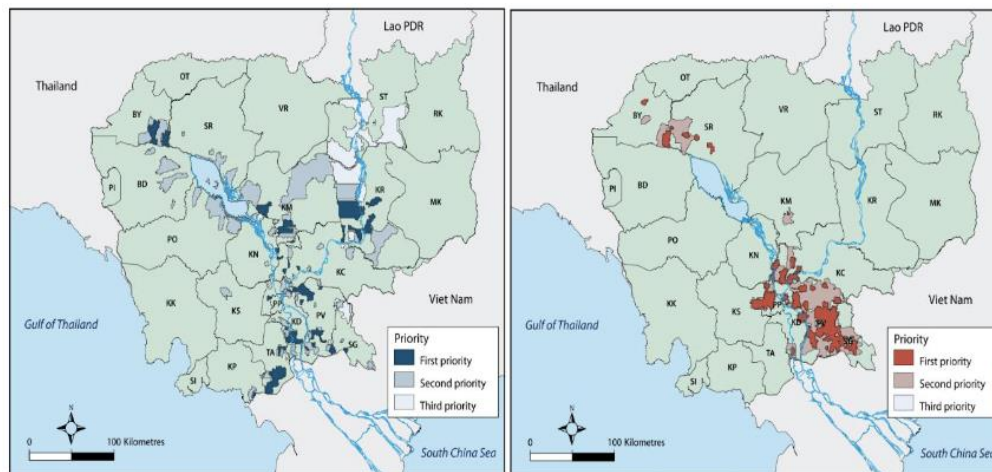 Lao PDR
Thailand
OT
ST
VR
RK
BY
SR
PI
BD
KM
KR
MK
PO
KN
KC
KK
KS
PP
PV
Viet Nam
Gulf of Thailand
KD
SG
TA
KP
SI
Priority
First priority
Second priority
Third priority
N
0 100 Kilometres
South China Sea
Lao PDR
Thailand
OT
ST
VR
RK
BY
SR
PI
BD
KM
KR
MK
PO
KN
KC
KK
KS
PP
PV
Viet Nam
Gulf of Thailand
KD
SG
TA
KP
SI
Priority
First priority
Second priority
Third priority
N
0 100 Kilometres
South China Sea